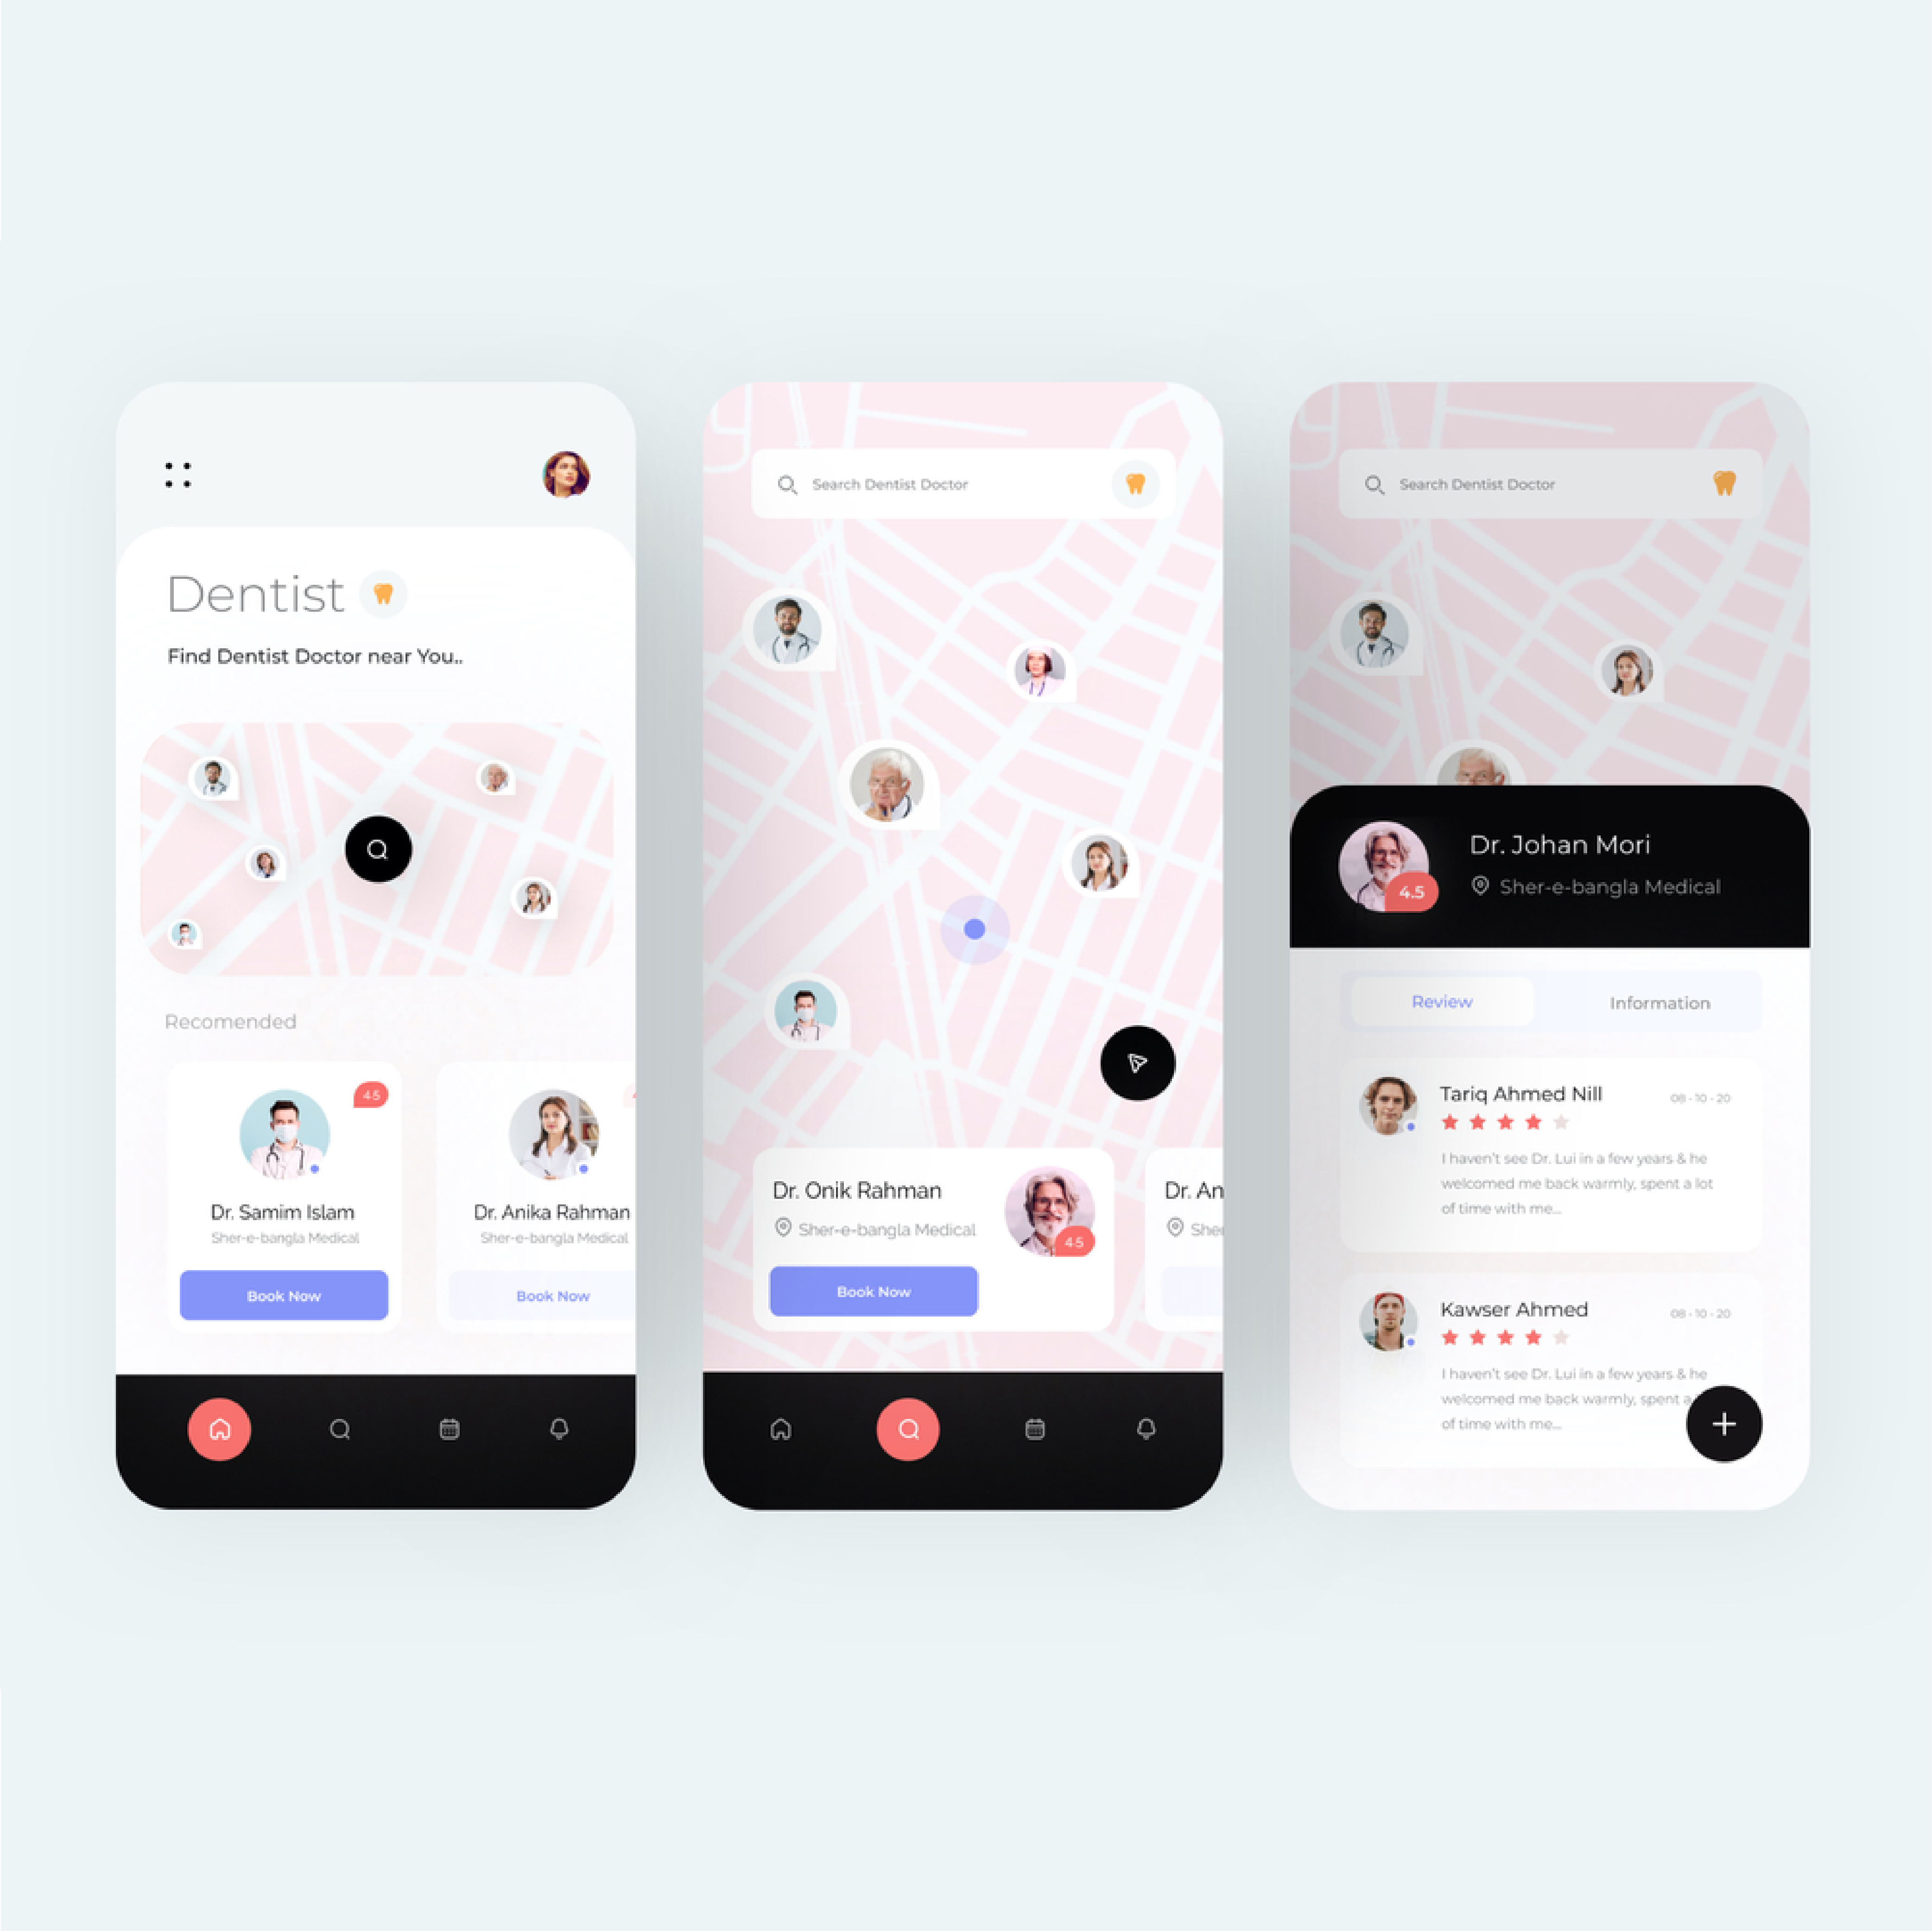 Dentist
Find Dentist Doctor near You..
Recomended
4.5
Dr. Samim Islam
Sher-e-bangla Medical
Book Now
Dr. Anika Rahman
Sher-e-bangla Medical
Book Now
Search Dentist Doctor
Dr. Onik Rahman
Sher-e-bangla Medical
4.5
Book Now
Dr. An
She
Search Dentist Doctor
Dr. Johan Mori
Sher-e-bangla Medical
4.5
Review
Information
Tariq Ahmed Nill
08 - 10 - 20
I haven't see Dr. Lui in a few years & he
welcomed me back warmly, spent a lot
of time with me...
Kawser Ahmed
08 - 10 - 20
I haven't see Dr. Lui in a few years & he
welcomed me back warmly, spent a
of time with me...